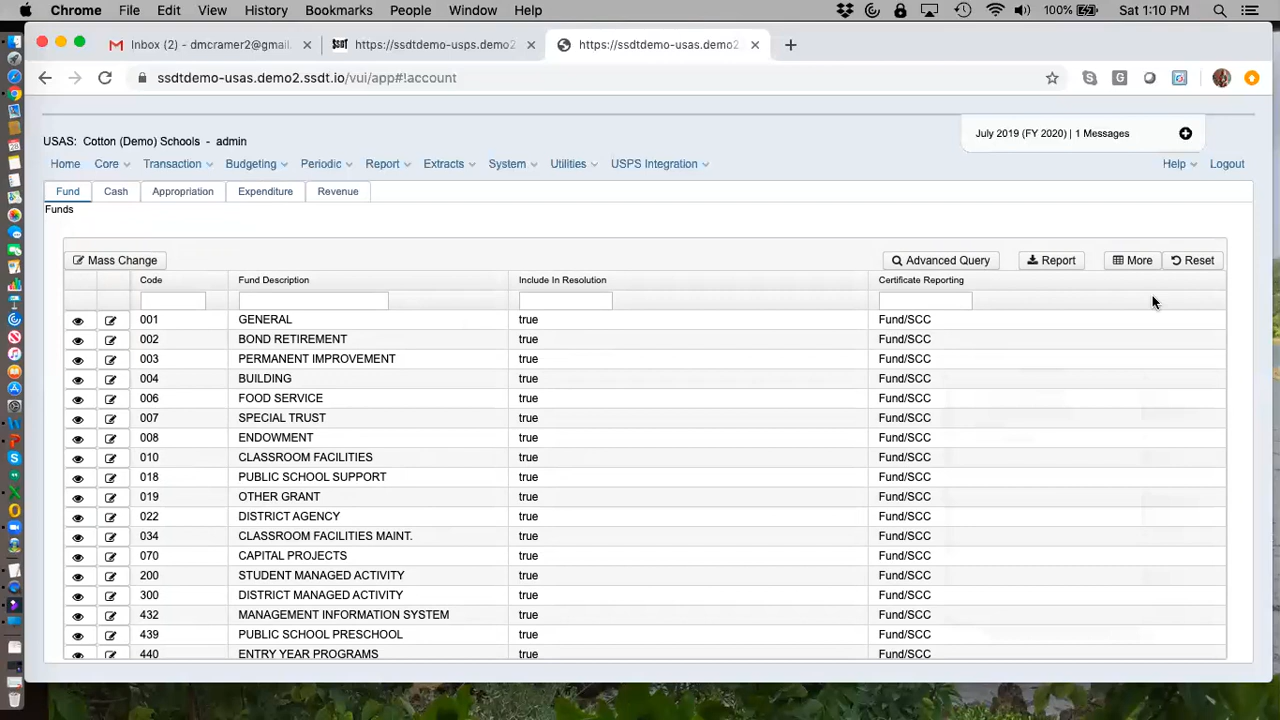 Chrome File Edit View History Bookmarks People Window Help 100% Sat 1:10 PM
Inbox (2) - dmcramer2@gmail. × SSDT https://ssdtdemo-usps.demo2 × https://ssdtdemo-usas.demo2. × +
ssdtdemo-usas.demo2.ssdt.io/vui/app#!account
July 2019 (FY 2020) | 1 Messages
USAS: Cotton (Demo) Schools - admin
Home Core Transaction Budgeting Periodic Report Extracts System Utilities USPS Integration Help Logout
Fund Cash Appropriation Expenditure Revenue
Funds
Mass Change Advanced Query Report More Reset
Code Fund Description Include In Resolution Certificate Reporting
001 GENERAL true Fund/SCC
002 BOND RETIREMENT true Fund/SCC
003 PERMANENT IMPROVEMENT true Fund/SCC
004 BUILDING true Fund/SCC
006 FOOD SERVICE true Fund/SCC
007 SPECIAL TRUST true Fund/SCC
008 ENDOWMENT true Fund/SCC
010 CLASSROOM FACILITIES true Fund/SCC
018 PUBLIC SCHOOL SUPPORT true Fund/SCC
019 OTHER GRANT true Fund/SCC
022 DISTRICT AGENCY true Fund/SCC
034 CLASSROOM FACILITIES MAINT. true Fund/SCC
070 CAPITAL PROJECTS true Fund/SCC
200 STUDENT MANAGED ACTIVITY true Fund/SCC
300 DISTRICT MANAGED ACTIVITY true Fund/SCC
432 MANAGEMENT INFORMATION SYSTEM true Fund/SCC
439 PUBLIC SCHOOL PRESCHOOL true Fund/SCC
440 ENTRY YEAR PROGRAMS true Fund/SCC